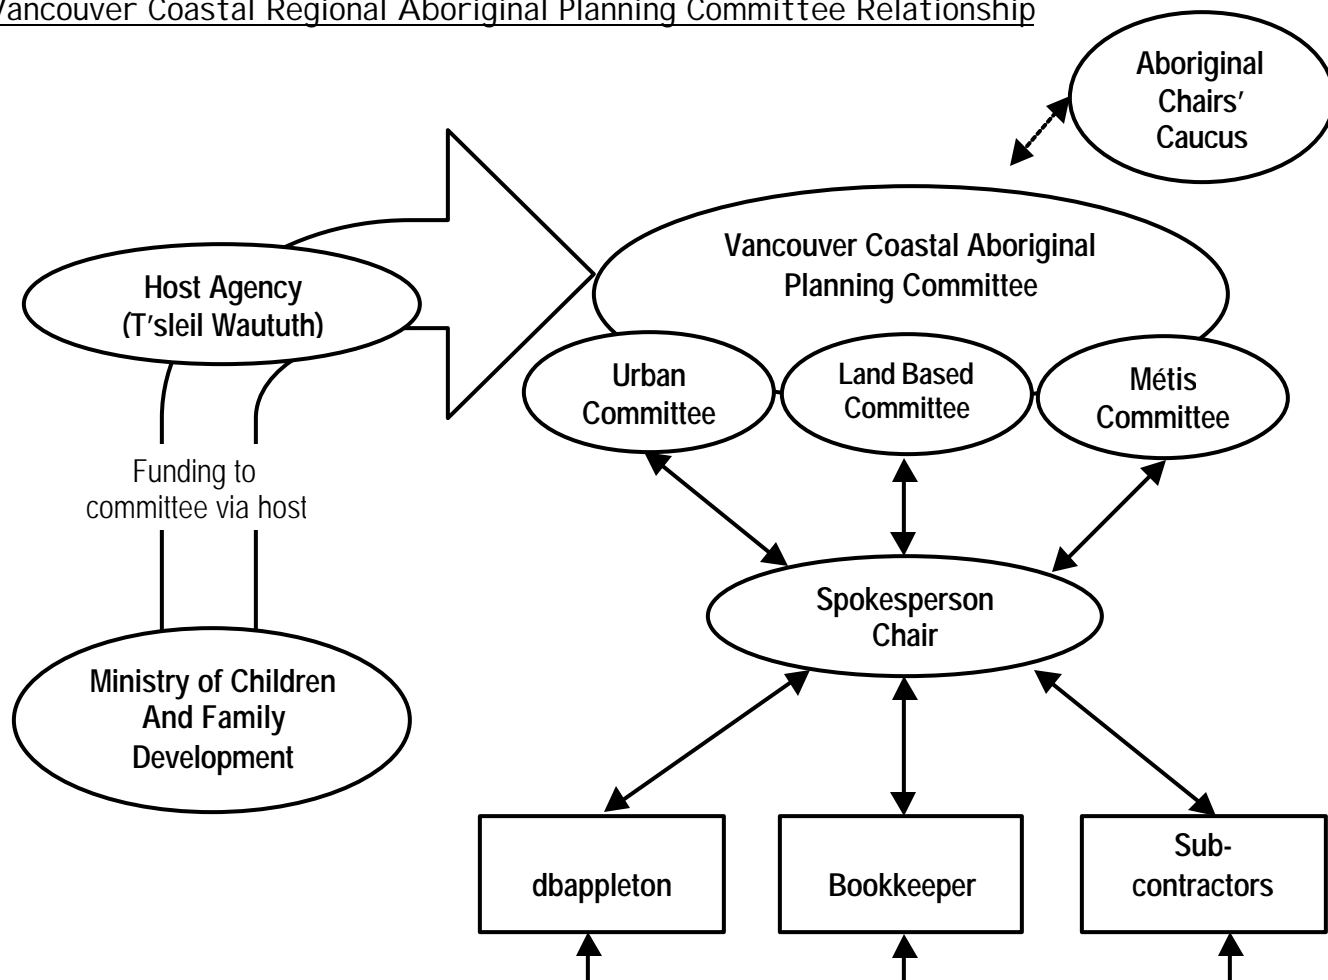 Vancouver Coastal Regional Aboriginal Planning Committee Relationship
Aboriginal
Chairs'
Caucus
Vancouver Coastal Aboriginal
Planning Committee
Host Agency
(T'sleil Waututh)
Urban
Committee
Land Based
Committee
Métis
Committee
Funding to
committee via host
Spokesperson
Chair
Ministry of Children
And Family
Development
dbappleton
Bookkeeper
Sub-
contractors